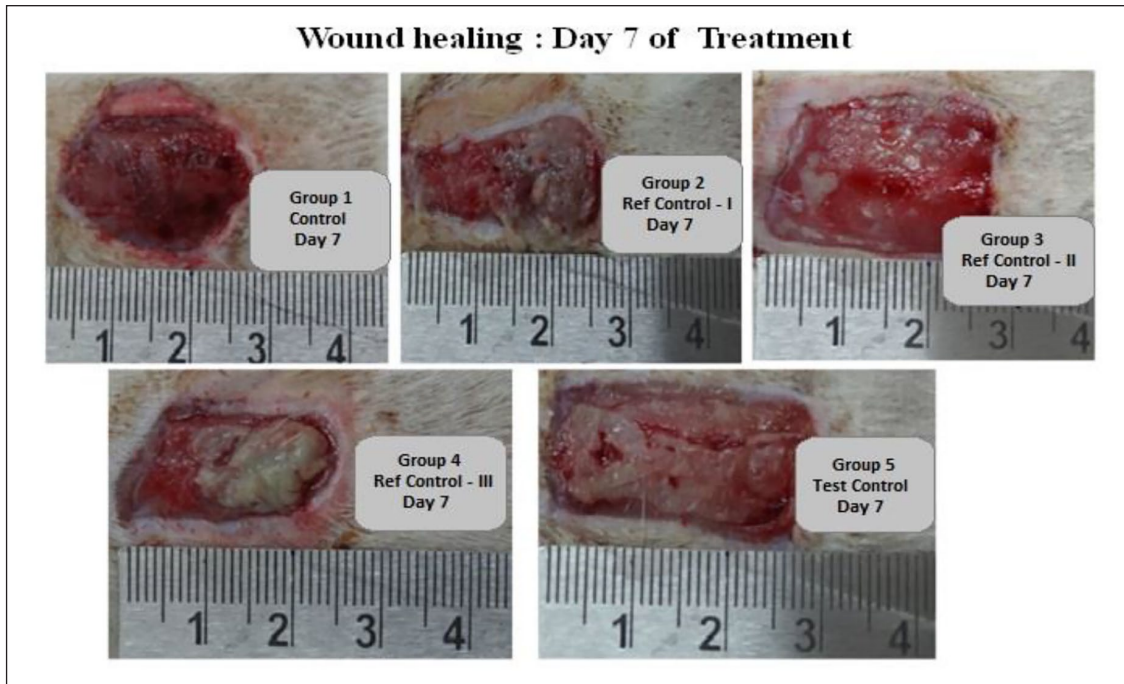 Wound healing : Day 7 of Treatment
Group 1
Control
Day 7
1 2 3 4
Group 2
Ref Control - I
Day 7
1 2 3 4
Group 3
Ref Control - II
Day 7
1 2 3 4
Group 4
Ref Control - III
Day 7
1 2 3 4
Group 5
Test Control
Day 7
1 2 3 4